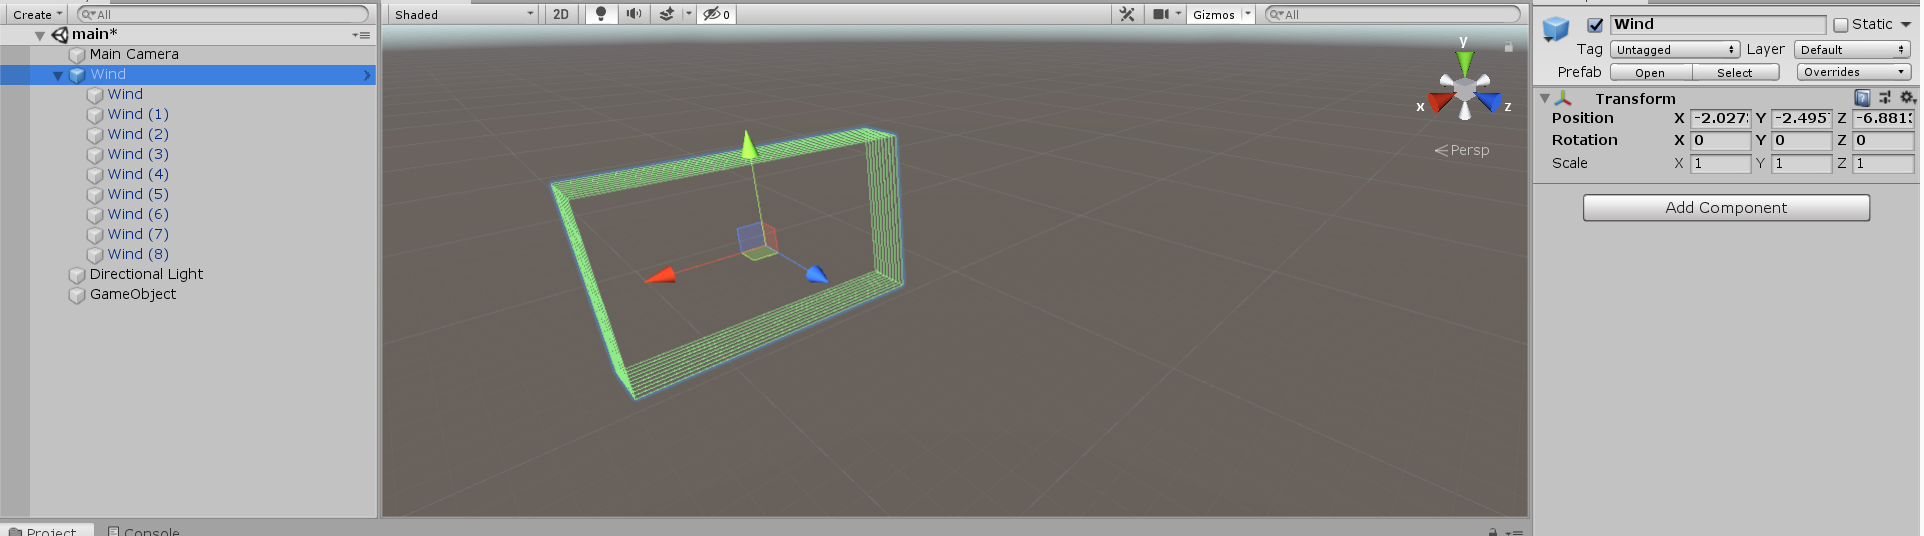 Create All
main*
Main Camera
Wind
Wind
Wind (1)
Wind (2)
Wind (3)
Wind (4)
Wind (5)
Wind (6)
Wind (7)
Wind (8)
Directional Light
GameObject
Project Console
Shaded 2D 0 Gizmos All
y
x z
Persp
Wind Static
Tag Untagged Layer Default
Prefab Open Select Overrides
Transform
Position X -2.027 Y -2.495 Z -6.881
Rotation X 0 Y 0 Z 0
Scale X 1 Y 1 Z 1
Add Component